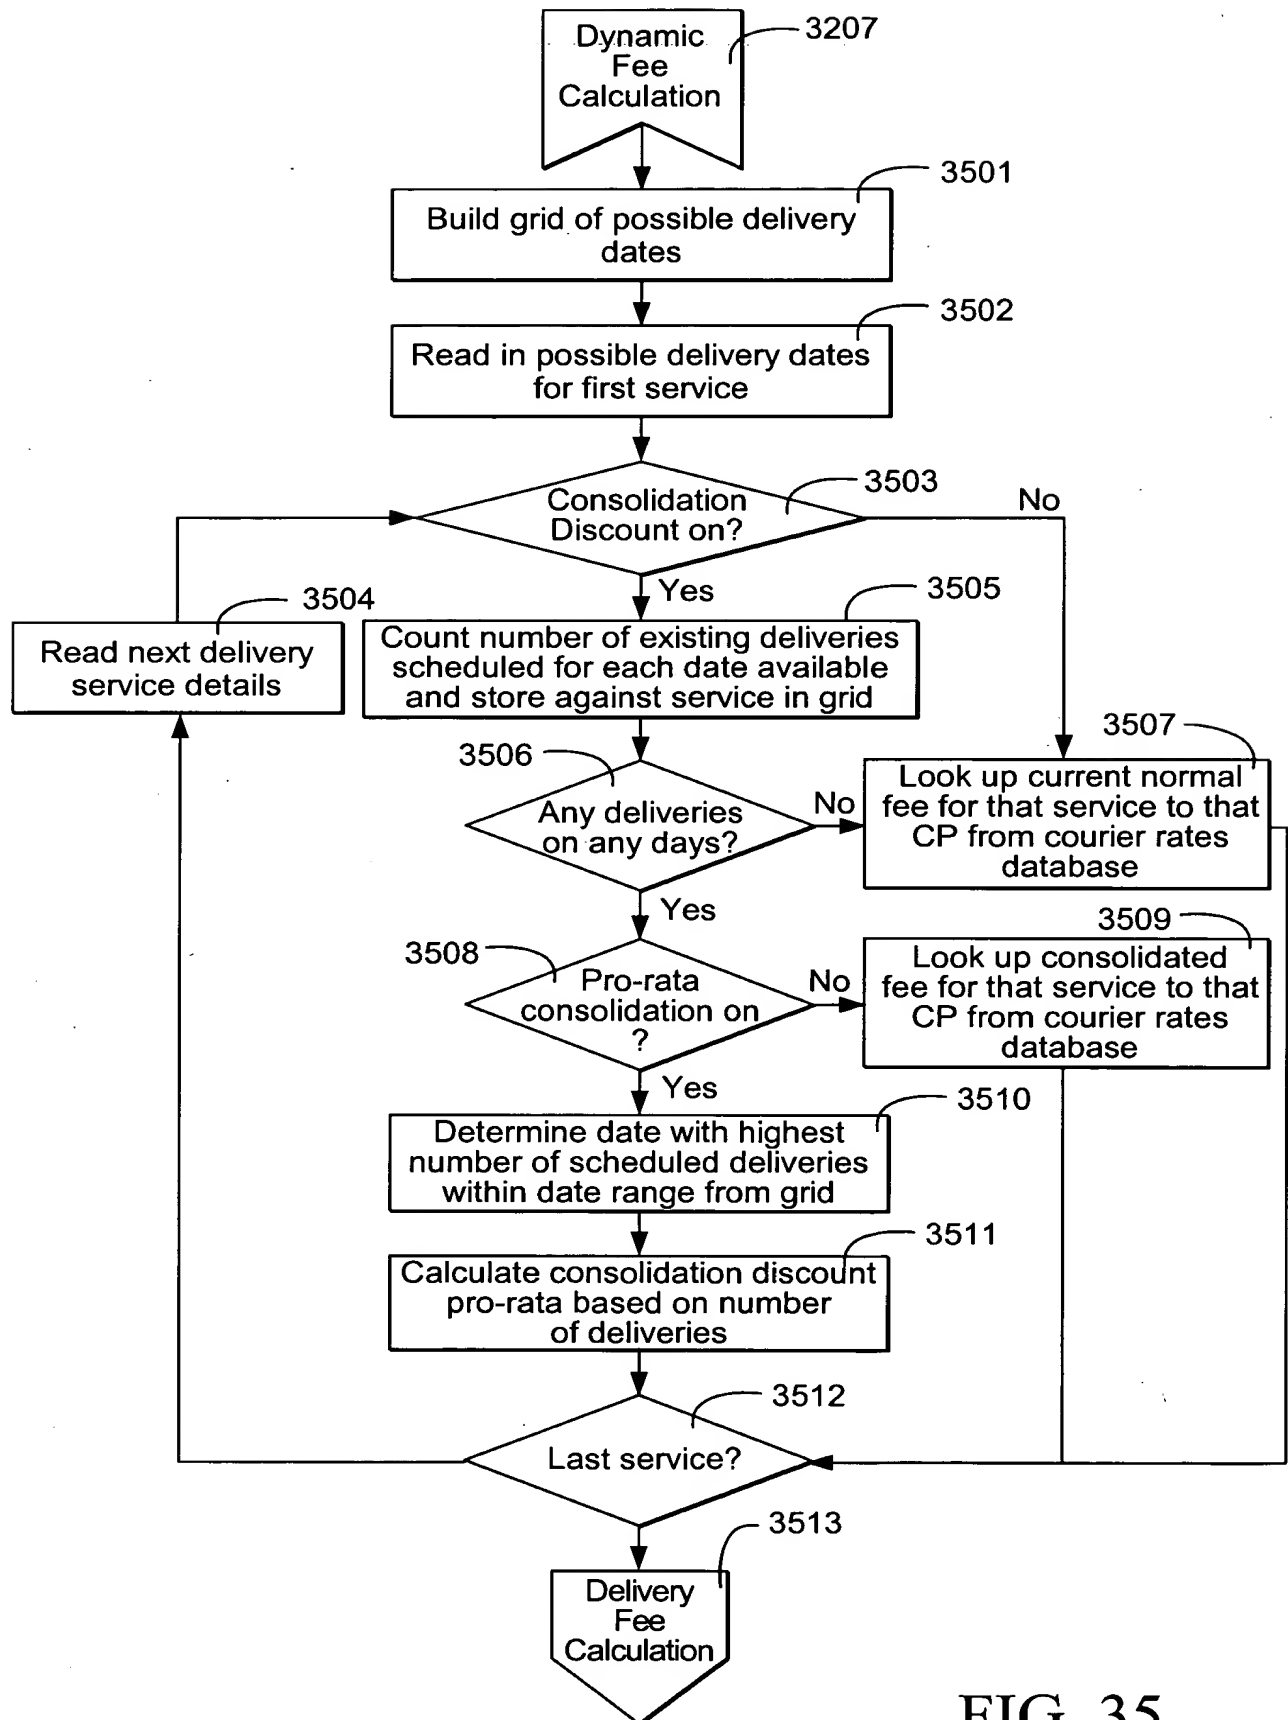 Dynamic
Fee
Calculation
3207
3501
Build grid of possible delivery
dates
3502
Read in possible delivery dates
for first service
3503
Consolidation
Discount on?
No
Yes
3504
Read next delivery
service details
3505
Count number of existing deliveries
scheduled for each date available
and store against service in grid
3506
Any deliveries
on any days?
No
Yes
3507
Look up current normal
fee for that service to that
CP from courier rates
database
3508
Pro-rata
consolidation on
?
No
Yes
3509
Look up consolidated
fee for that service to that
CP from courier rates
database
3510
Determine date with highest
number of scheduled deliveries
within date range from grid
3511
Calculate consolidation discount
pro-rata based on number
of deliveries
3512
Last service?
3513
Delivery
Fee
Calculation
FIG. 35